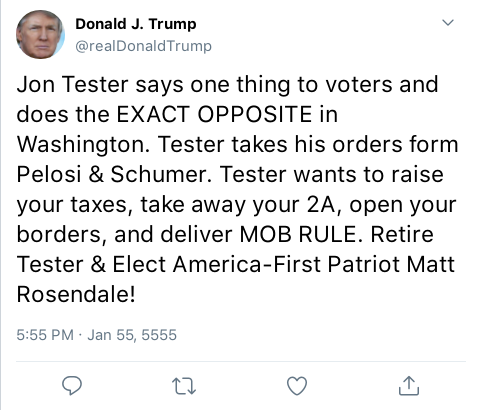 Donald J. Trump
@realDonaldTrump
Jon Tester says one thing to voters and
does the EXACT OPPOSITE in
Washington. Tester takes his orders form
Pelosi & Schumer. Tester wants to raise
your taxes, take away your 2A, open your
borders, and deliver MOB RULE. Retire
Tester & Elect America-First Patriot Matt
Rosendale!
5:55 PM · Jan 55, 5555